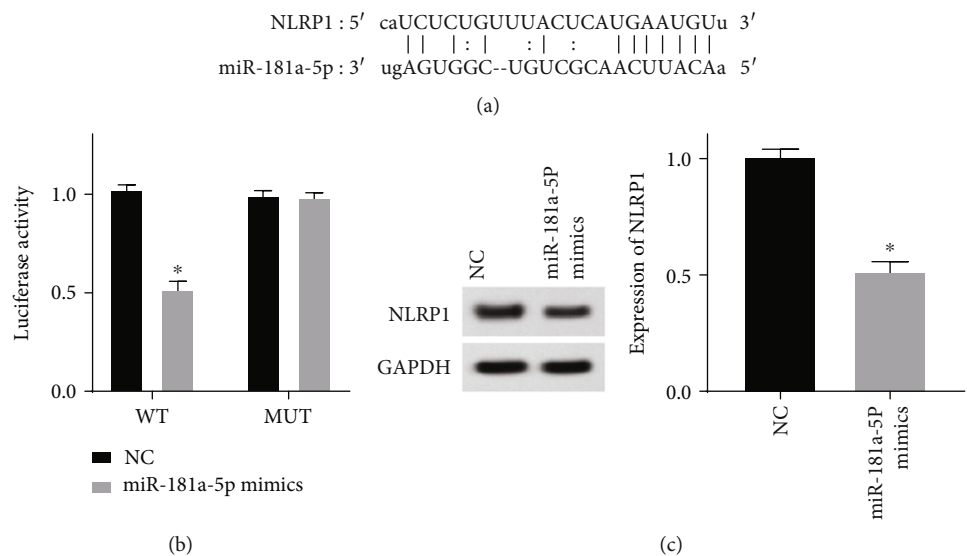 NLRP1 : 5′ caUCUCUGUUUACUCAUGAAUGUu 3′
| | | : | : | : | | | | | | |
miR-181a-5p : 3′ ugAGUGGC--UGUCGCAACUUACAa 5′
(a)
Luciferase activity
1.0
0.5
0.0
*
WT
MUT
NC
miR-181a-5p mimics
(b)
NC
miR-181a-5P
mimics
NLRP1
GAPDH
Expression of NLRP1
1.0
0.5
0.0
*
NC
miR-181a-5P
mimics
(c)